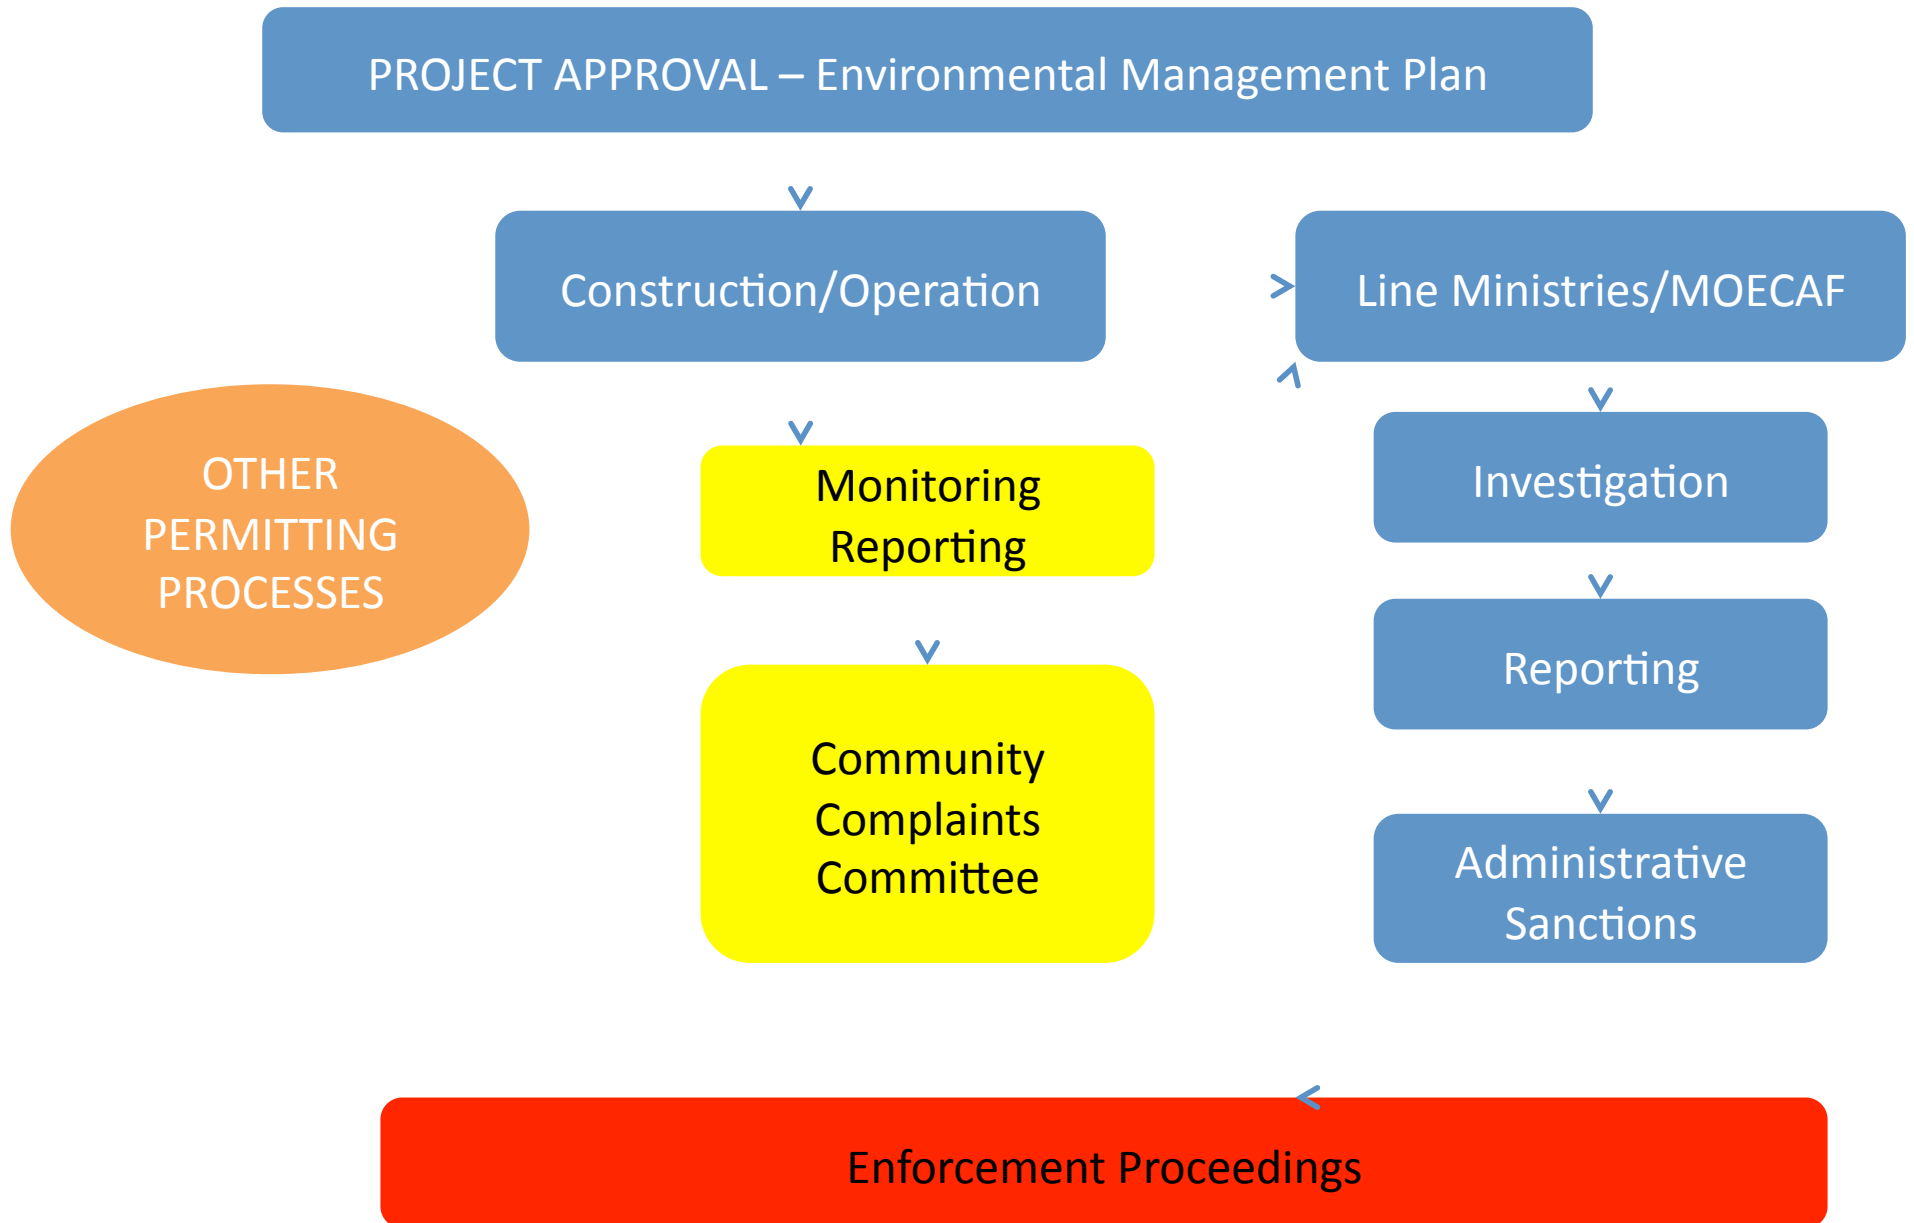 PROJECT APPROVAL – Environmental Management Plan
Construction/Operation
Line Ministries/MOECAF
OTHER
PERMITTING
PROCESSES
Monitoring
Reporting
Investigation
Reporting
Community
Complaints
Committee
Administrative
Sanctions
Enforcement Proceedings